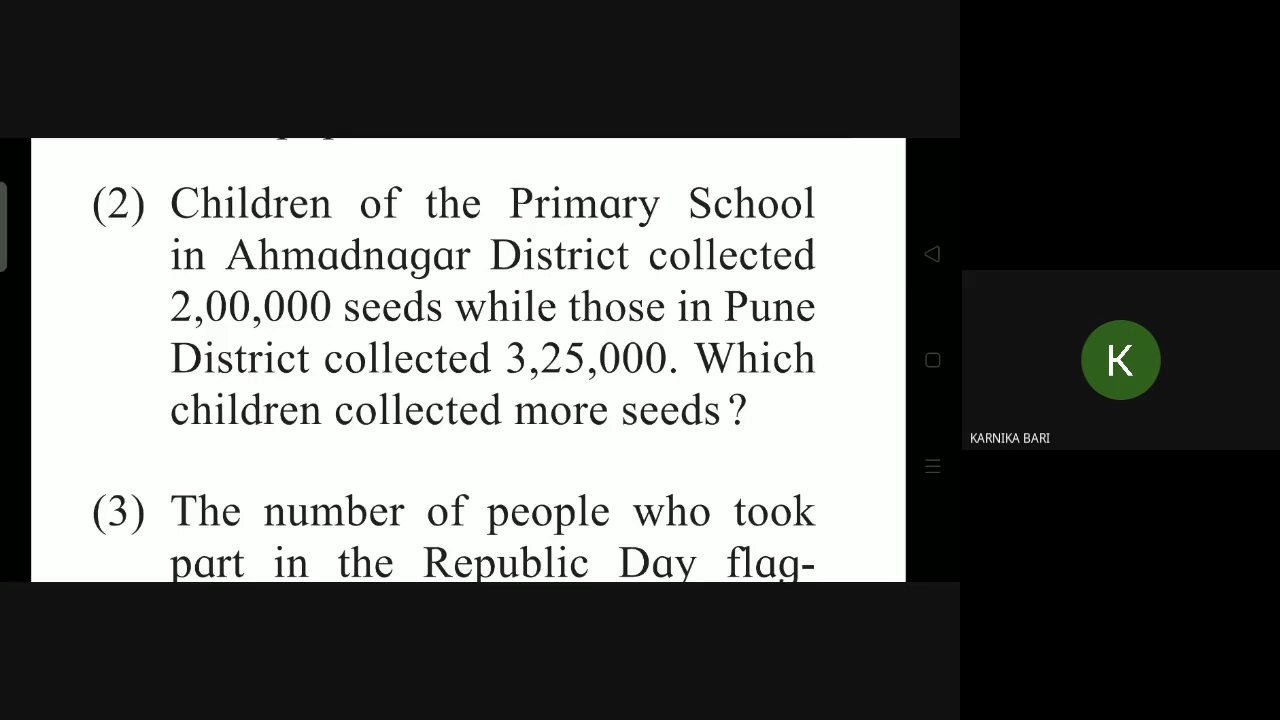 (2) Children of the Primary School
in Ahmadnagar District collected
2,00,000 seeds while those in Pune
District collected 3,25,000. Which
children collected more seeds ?
(3) The number of people who took
part in the Republic Day flag-
K
KARNIKA BARI